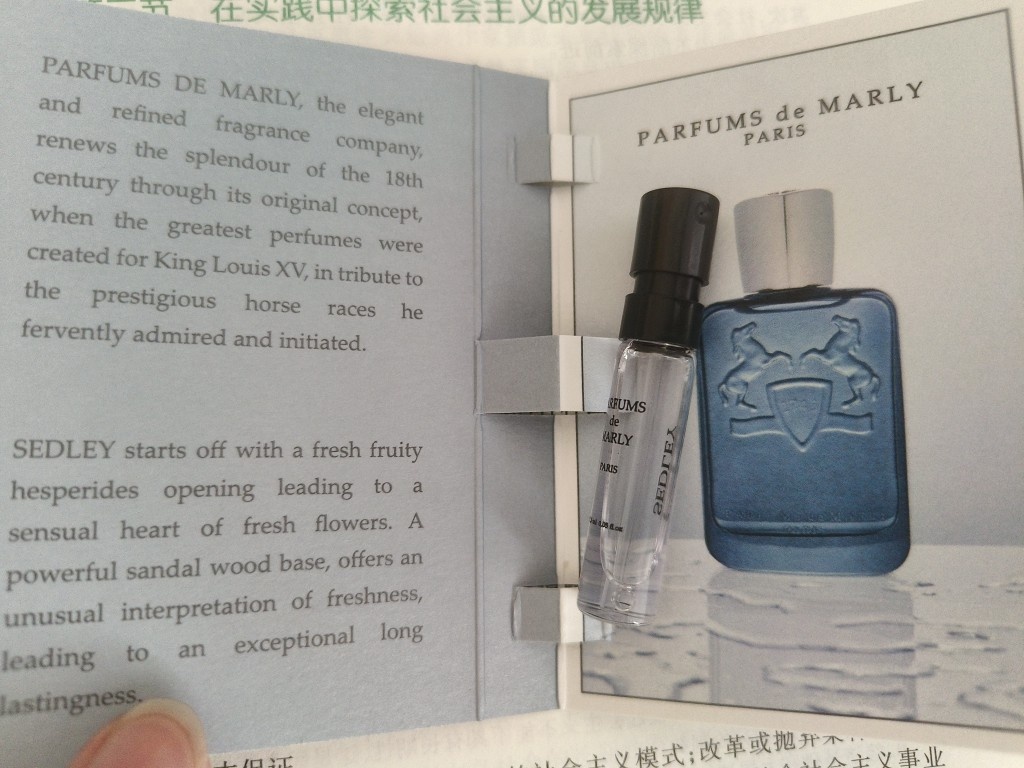 在实践中探索社会主义的发展规律
PARFUMS DE MARLY, the elegant
and refined fragrance company,
renews the splendour of the 18th
century through its original concept,
when the greatest perfumes were
created for King Louis XV, in tribute to
the prestigious horse races he
fervently admired and initiated.
SEDLEY starts off with a fresh fruity
hesperides opening leading to a
sensual heart of fresh flowers. A
powerful sandal wood base, offers an
unusual interpretation of freshness,
leading to an exceptional long
lastingness.
PARFUMS de MARLY
PARIS
RFUMS
de
MARLY
PARIS
SEDLEY
社会主义模式;改革或抛弃
社会主义事业